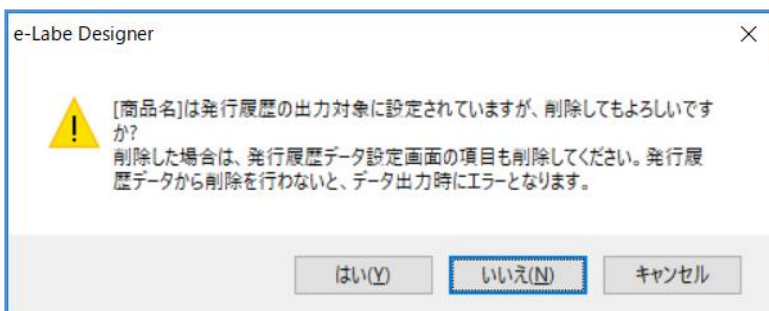 e-Labe Designer
[商品名]は発行履歴の出力対象に設定されていますが、削除してもよろしいです
か?
削除した場合は、発行履歴データ設定画面の項目も削除してください。発行履
歴データから削除を行わないと、データ出力時にエラーとなります。
はい(Y) いいえ(N) キャンセル